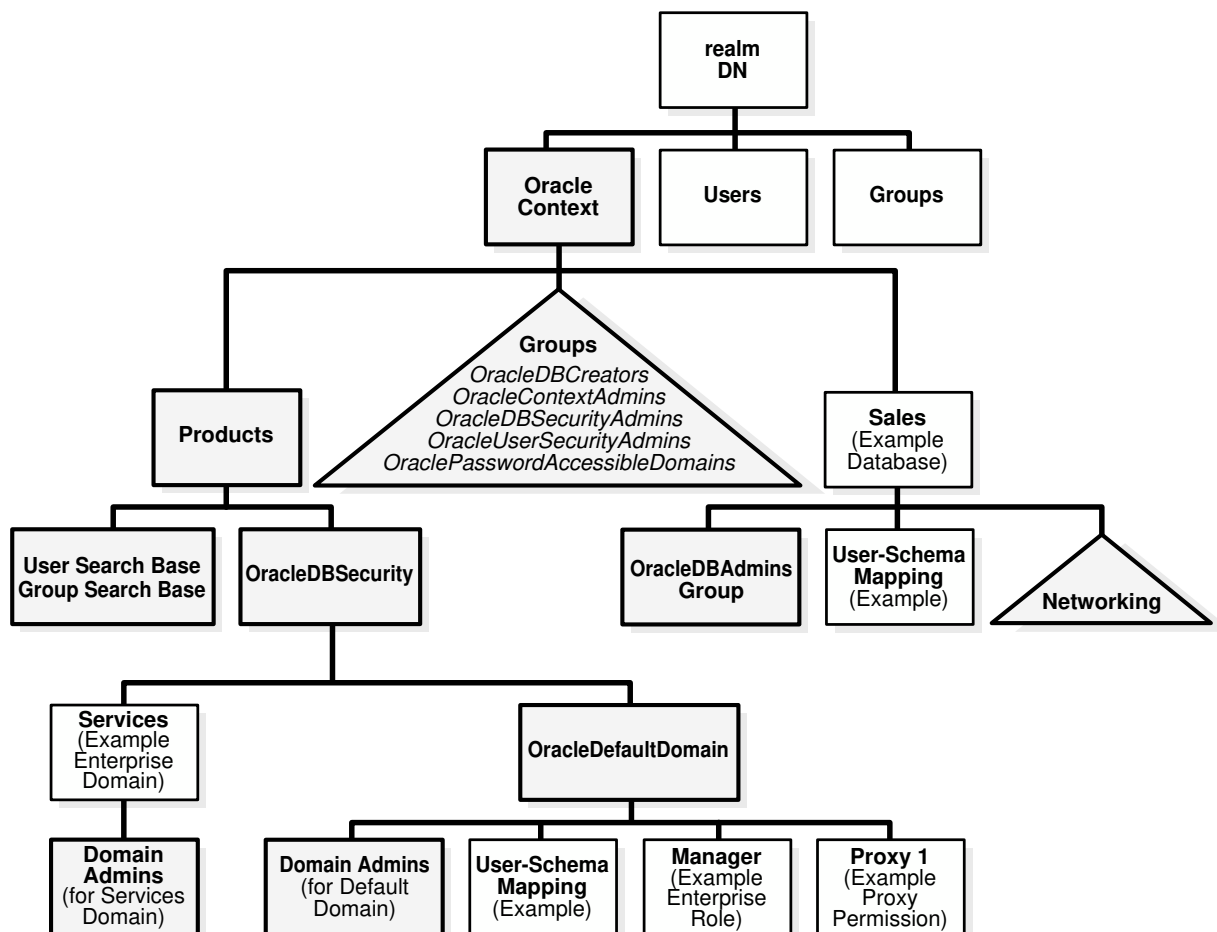 realm
DN
Oracle
Context
Users
Groups
Groups
OracleDBCreators
OracleContextAdmins
OracleDBSecurityAdmins
OracleUserSecurityAdmins
OraclePasswordAccessibleDomains
Products
Sales
(Example
Database)
User Search Base
Group Search Base
OracleDBSecurity
OracleDBAdmins
Group
User-Schema
Mapping
(Example)
Networking
Services
(Example
Enterprise
Domain)
OracleDefaultDomain
Domain
Admins
(for Services
Domain)
Domain Admins
(for Default
Domain)
User-Schema
Mapping
(Example)
Manager
(Example
Enterprise
Role)
Proxy 1
(Example
Proxy
Permission)